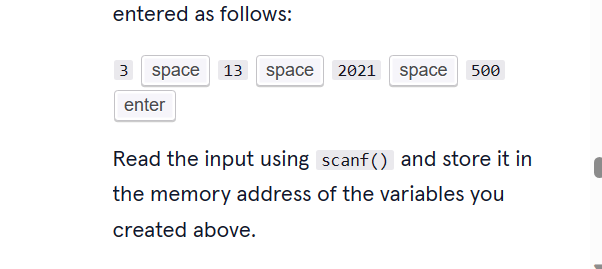 entered as follows:
3 space 13 space 2021 space 500
enter
Read the input using scanf() and store it in
the memory address of the variables you
created above.